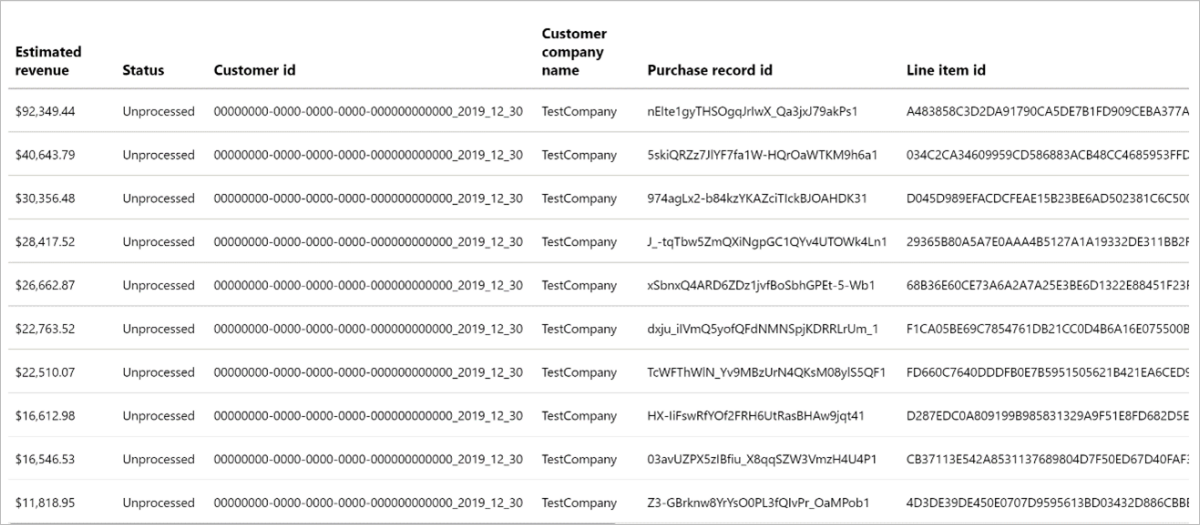 Estimated revenue Status Customer id Customer company name Purchase record id Line item id
$92,349.44 Unprocessed 00000000-0000-0000-0000-000000000000_2019_12_30 TestCompany nElte1gyTHSOgqJrIwX_Qa3jxJ79akPs1 A483858C3D2DA91790CA5DE7B1FD909CEBA377A
$40,643.79 Unprocessed 00000000-0000-0000-0000-000000000000_2019_12_30 TestCompany 5skiQRZz7JlYF7fa1W-HQrOaWTKM9h6a1 034C2CA34609959CD586883ACB48CC4685953FFD
$30,356.48 Unprocessed 00000000-0000-0000-0000-000000000000_2019_12_30 TestCompany 974agLx2-b84kzYKAZciTIckBJOAHDK31 D045D989EFACDCFEAE15B23BE6AD502381C6C500
$28,417.52 Unprocessed 00000000-0000-0000-0000-000000000000_2019_12_30 TestCompany J_-tqTbw5ZmQXiNgpGC1QYv4UTOWk4Ln1 29365B80A5A7E0AAA4B5127A1A19332DE311BB2F
$26,662.87 Unprocessed 00000000-0000-0000-0000-000000000000_2019_12_30 TestCompany xSbnxQ4ARD6ZDz1jvfBoSbhGPEt-5-Wb1 68B36E60CE73A6A2A7A25E3BE6D1322E88451F23F
$22,763.52 Unprocessed 00000000-0000-0000-0000-000000000000_2019_12_30 TestCompany dxju_ilVmQ5yofQFdNMNSpjKDRRLrUm_1 F1CA05BE69C7854761DB21CC0D4B6A16E075500B
$22,510.07 Unprocessed 00000000-0000-0000-0000-000000000000_2019_12_30 TestCompany TcWFThWlN_Yv9MBzUrN4QKsM08ylS5QF1 FD660C7640DDDFB0E7B5951505621B421EA6CED9
$16,612.98 Unprocessed 00000000-0000-0000-0000-000000000000_2019_12_30 TestCompany HX-IiFswRfYOf2FRH6UtRasBHAw9jqt41 D287EDC0A809199B985831329A9F51E8FD682D5E
$16,546.53 Unprocessed 00000000-0000-0000-0000-000000000000_2019_12_30 TestCompany 03avUZPX5zIBfiu_X8qqSZW3VmzH4U4P1 CB37113E542A8531137689804D7F50ED67D40FAF3
$11,818.95 Unprocessed 00000000-0000-0000-0000-000000000000_2019_12_30 TestCompany Z3-GBrknw8YrYsO0PL3fQIvPr_OaMPob1 4D3DE39DE450E0707D9595613BD03432D886CBBE